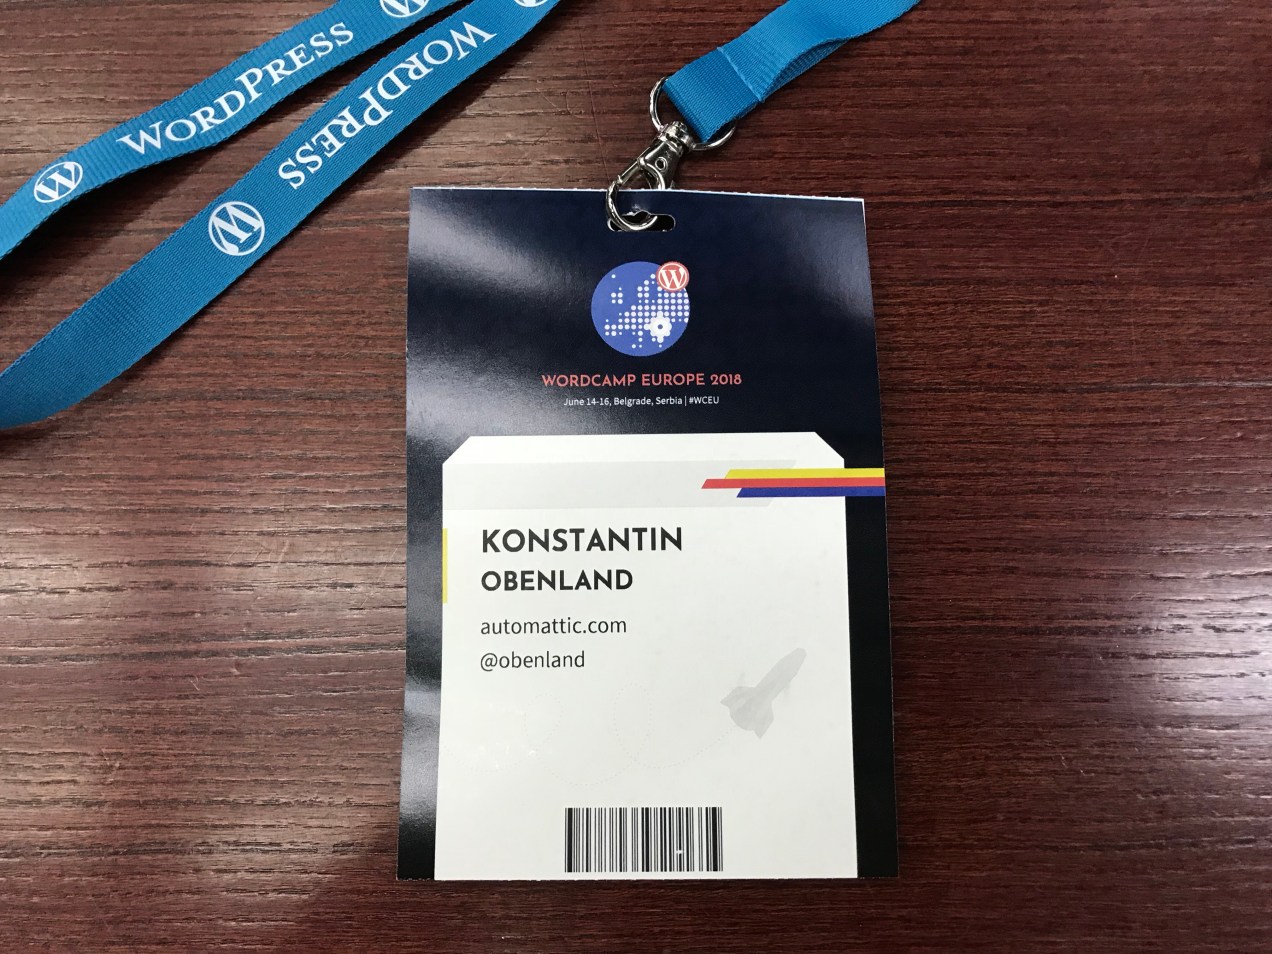 WORDPRESS
WORDPRESS
WORDCAMP EUROPE 2018
June 14-16, Belgrade, Serbia | #WCEU
KONSTANTIN
OBENLAND
automattic.com
@obenland